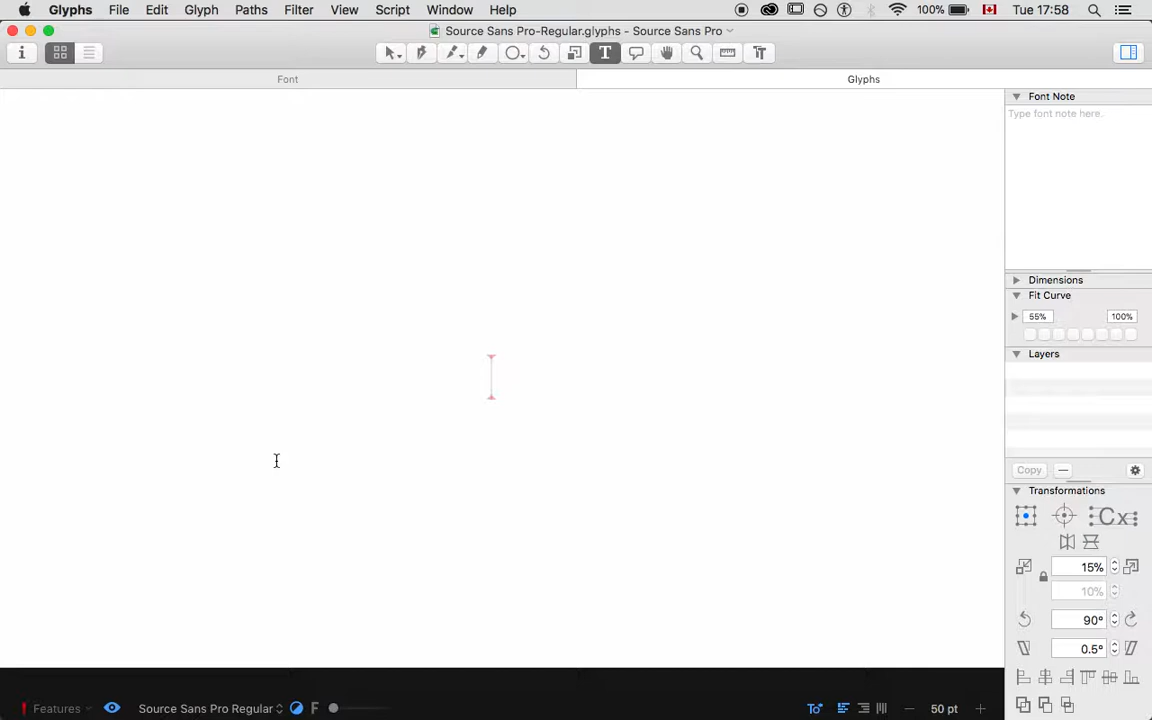 Glyphs File Edit Glyph Paths Filter View Script Window Help 100% Tue 17:58
Source Sans Pro-Regular.glyphs - Source Sans Pro
T
Font Glyphs
Font Note
Type font note here.
Dimensions
Fit Curve
55% 100%
Layers
Copy
Transformations
Cx
15%
10%
90°
0.5°
Features Source Sans Pro Regular F 50 pt